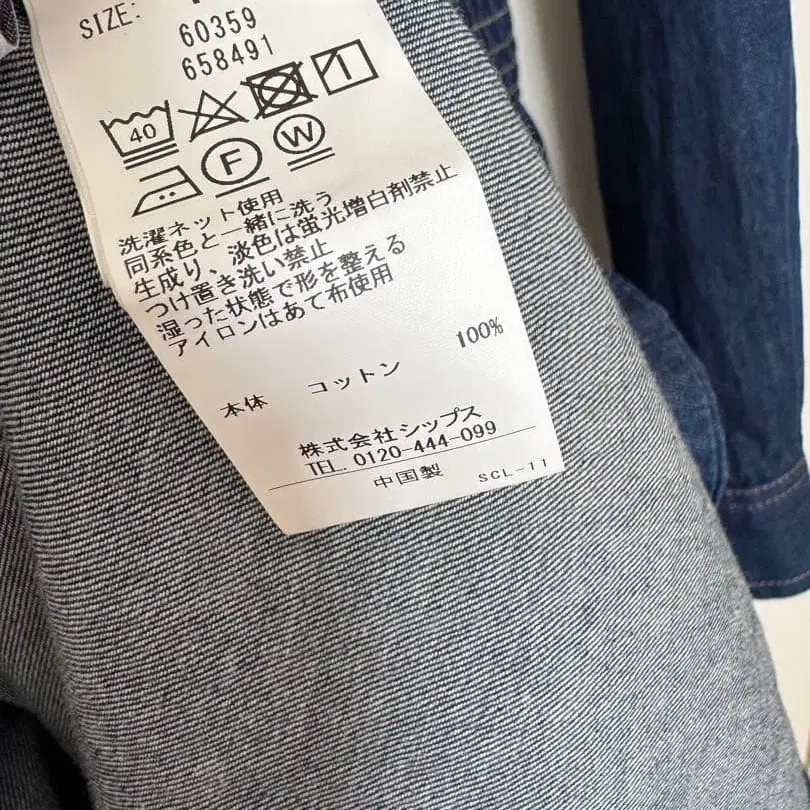 SIZE:
60359
658491
40
F W
洗濯ネット使用
同系色と一緒に洗う
生成り、淡色は蛍光増白剤禁止
つけ置き洗い禁止
湿った状態で形を整える
アイロンはあて布使用
本体 コットン 100%
株式会社シップス
TEL. 0120-444-099
中国製 SCL-11